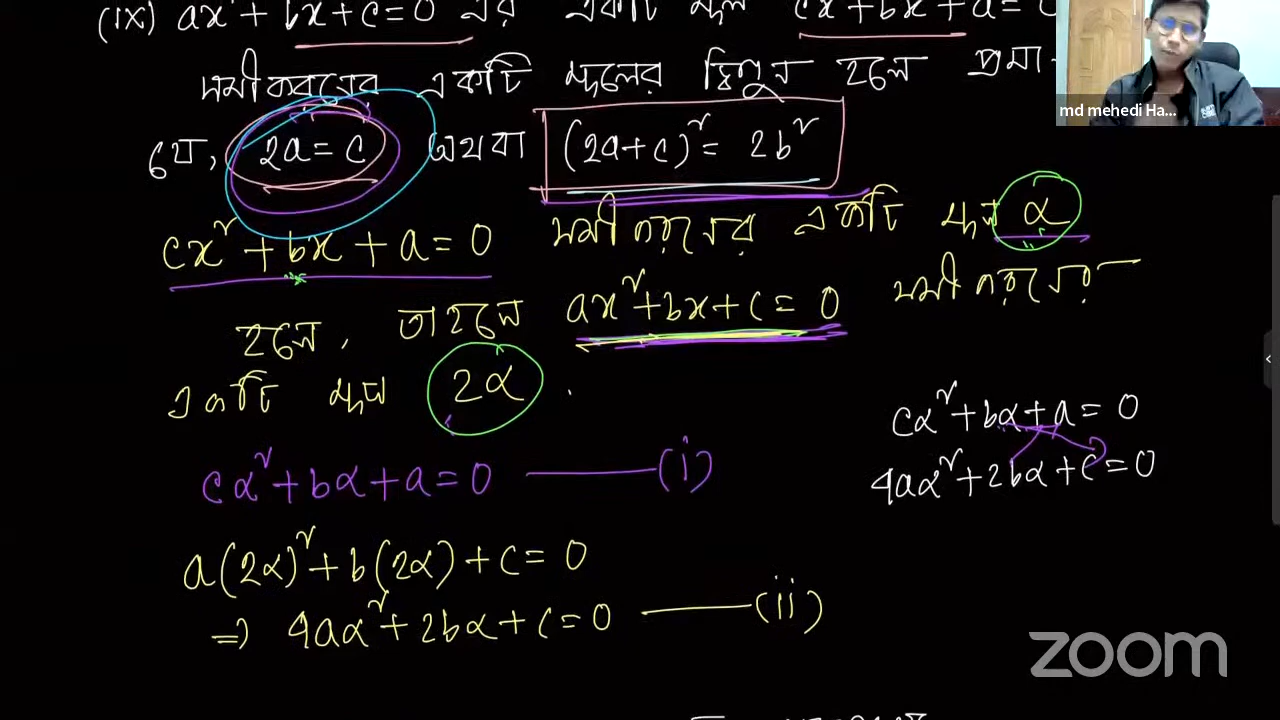 (ix) ax² + bx + c = 0 এর একটি মূল cx² + bx + a = 0
সমীকরণের একটি মূলের দ্বিগুন হলে প্রমা-
যে, 2a = c অথবা (2a+c)² = 2b²
cx² + bx + a = 0 সমীকরণের একটি মূল α
হলে, তাহলে ax² + bx + c = 0 সমীকরণের
একটি মূল 2α .
cα² + bα + a = 0 ——— (i)
a(2α)² + b(2α) + c = 0
⇒ 4aα² + 2bα + c = 0 ——— (ii)
cα² + bα + a = 0
4aα² + 2bα + c = 0
md mehedi Ha...
zoom